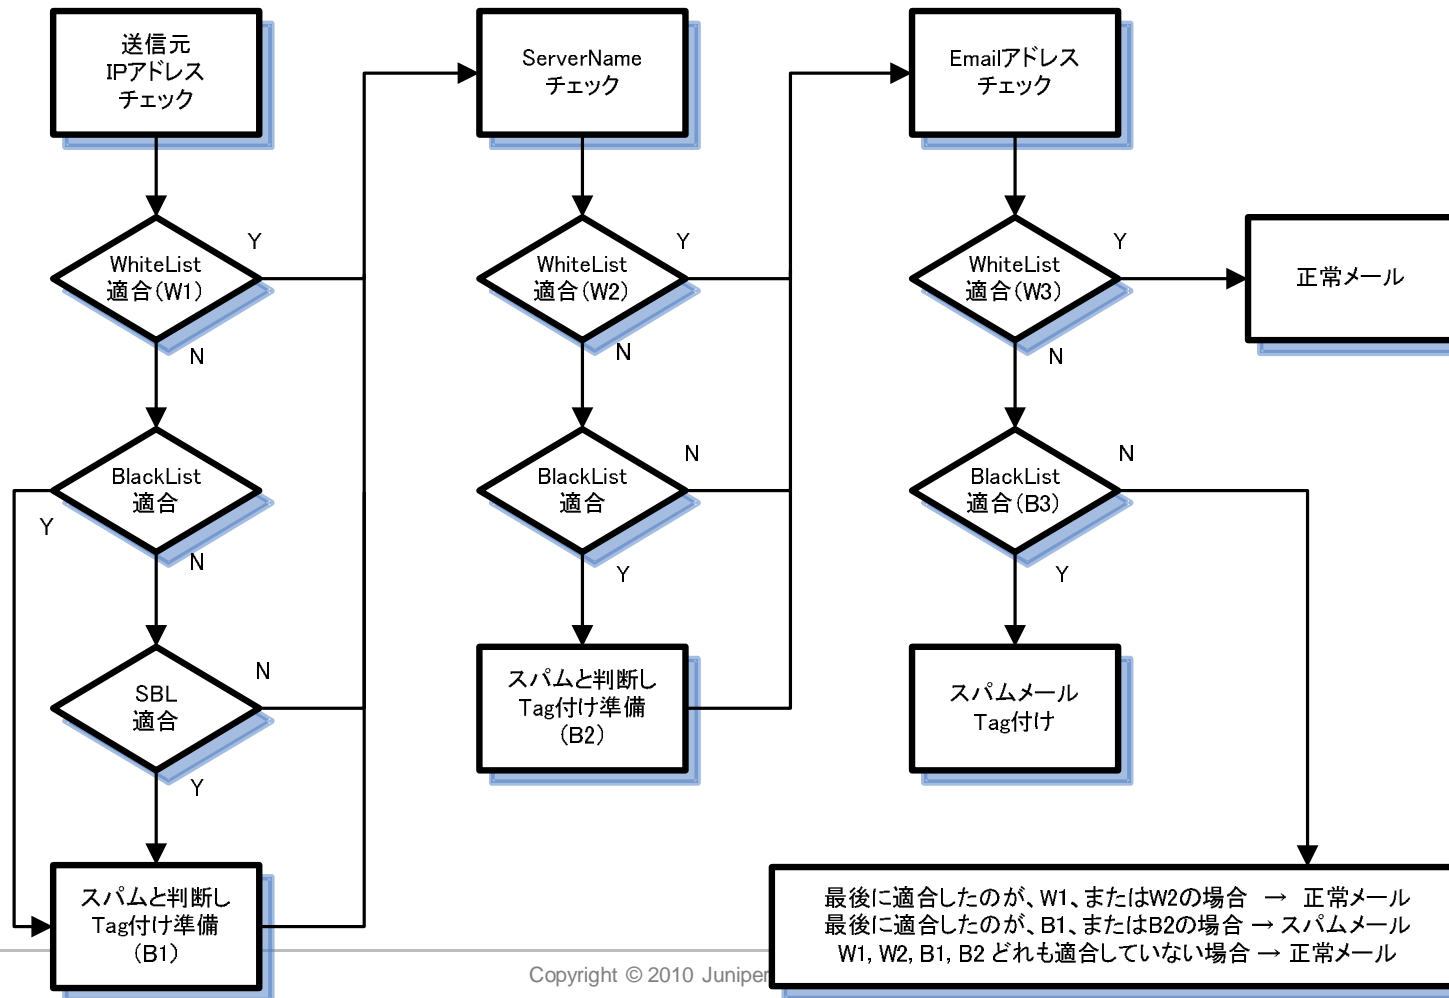 送信元
IPアドレス
チェック
WhiteList
適合(W1)
Y
N
BlackList
適合
Y
N
SBL
適合
N
Y
スパムと判断し
Tag付け準備
(B1)
ServerName
チェック
WhiteList
適合(W2)
Y
N
BlackList
適合
N
Y
スパムと判断し
Tag付け準備
(B2)
Emailアドレス
チェック
WhiteList
適合(W3)
Y
N
正常メール
BlackList
適合(B3)
N
Y
スパムメール
Tag付け
最後に適合したのが、W1、またはW2の場合 → 正常メール
最後に適合したのが、B1、またはB2の場合 → スパムメール
W1, W2, B1, B2 どれも適合していない場合 → 正常メール
Copyright © 2010 Juniper